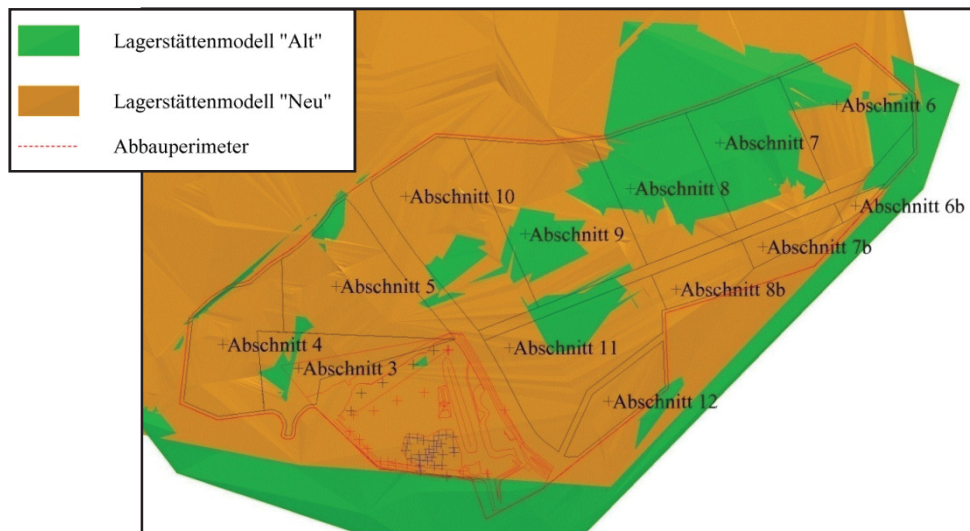 Lagerstättenmodell "Alt"
Lagerstättenmodell "Neu"
Abbauperimeter
Abschnitt 6
Abschnitt 7
Abschnitt 8
Abschnitt 10
Abschnitt 6b
Abschnitt 9
Abschnitt 7b
Abschnitt 5
Abschnitt 8b
Abschnitt 4
Abschnitt 11
Abschnitt 3
Abschnitt 12